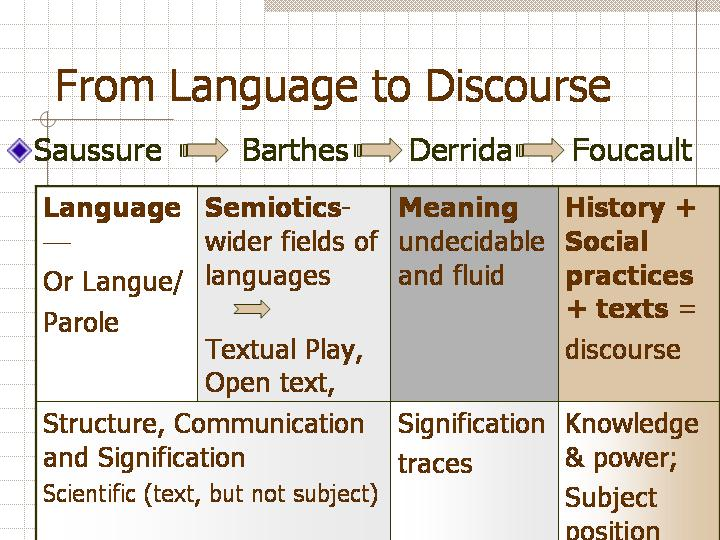 From Language to Discourse
Saussure Barthes Derrida Foucault
Language
—
Or Langue/
Parole
Semiotics-
wider fields of
languages
Textual Play,
Open text,
Meaning
undecidable
and fluid
History +
Social
practices
+ texts =
discourse
Structure, Communication
and Signification
Scientific (text, but not subject)
Signification
traces
Knowledge
& power;
Subject
position